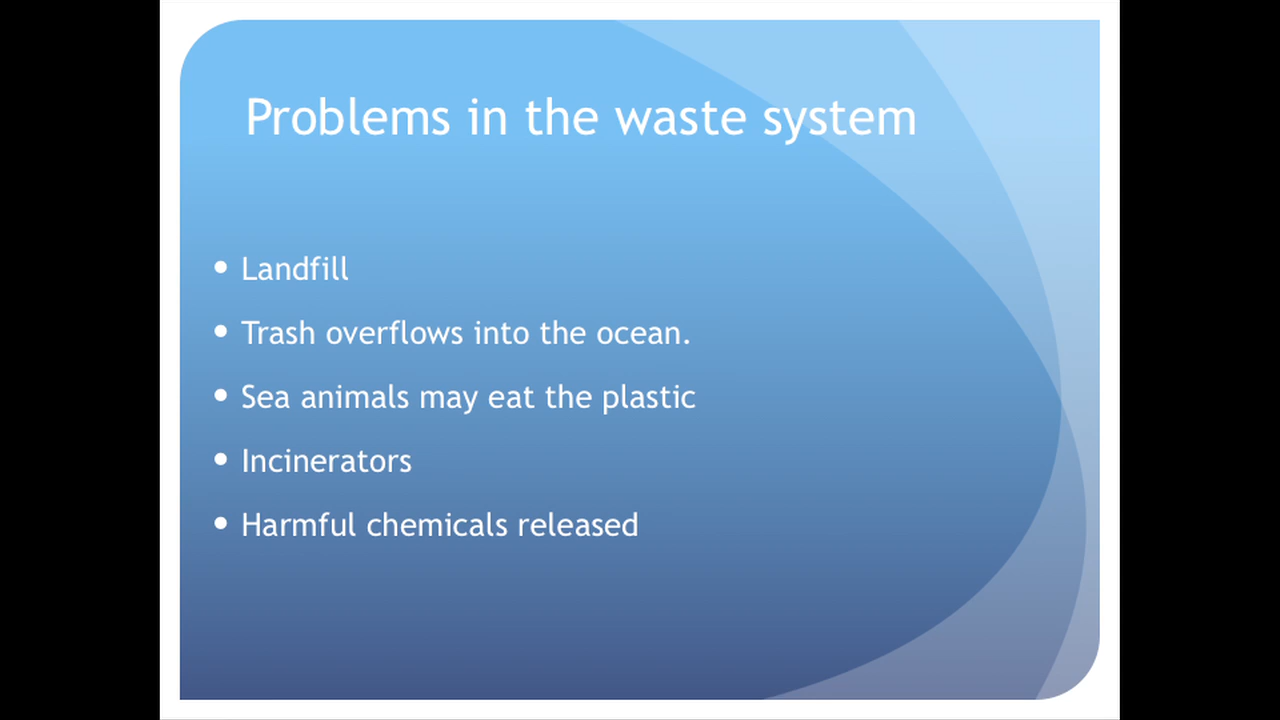 Problems in the waste system
• Landfill
• Trash overflows into the ocean.
• Sea animals may eat the plastic
• Incinerators
• Harmful chemicals released